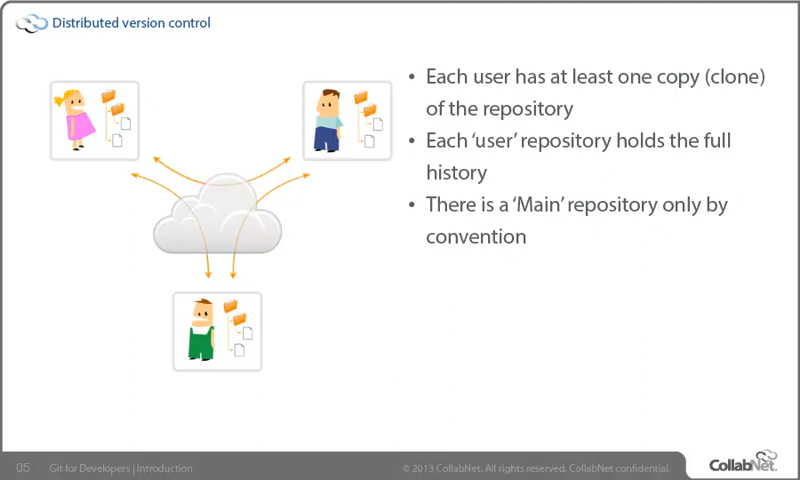 Distributed version control
• Each user has at least one copy (clone)
of the repository
• Each ‘user’ repository holds the full
history
• There is a ‘Main’ repository only by
convention
05 Git for Developers | Introduction © 2013 CollabNet. All rights reserved. CollabNet confidential.
CollabNet.